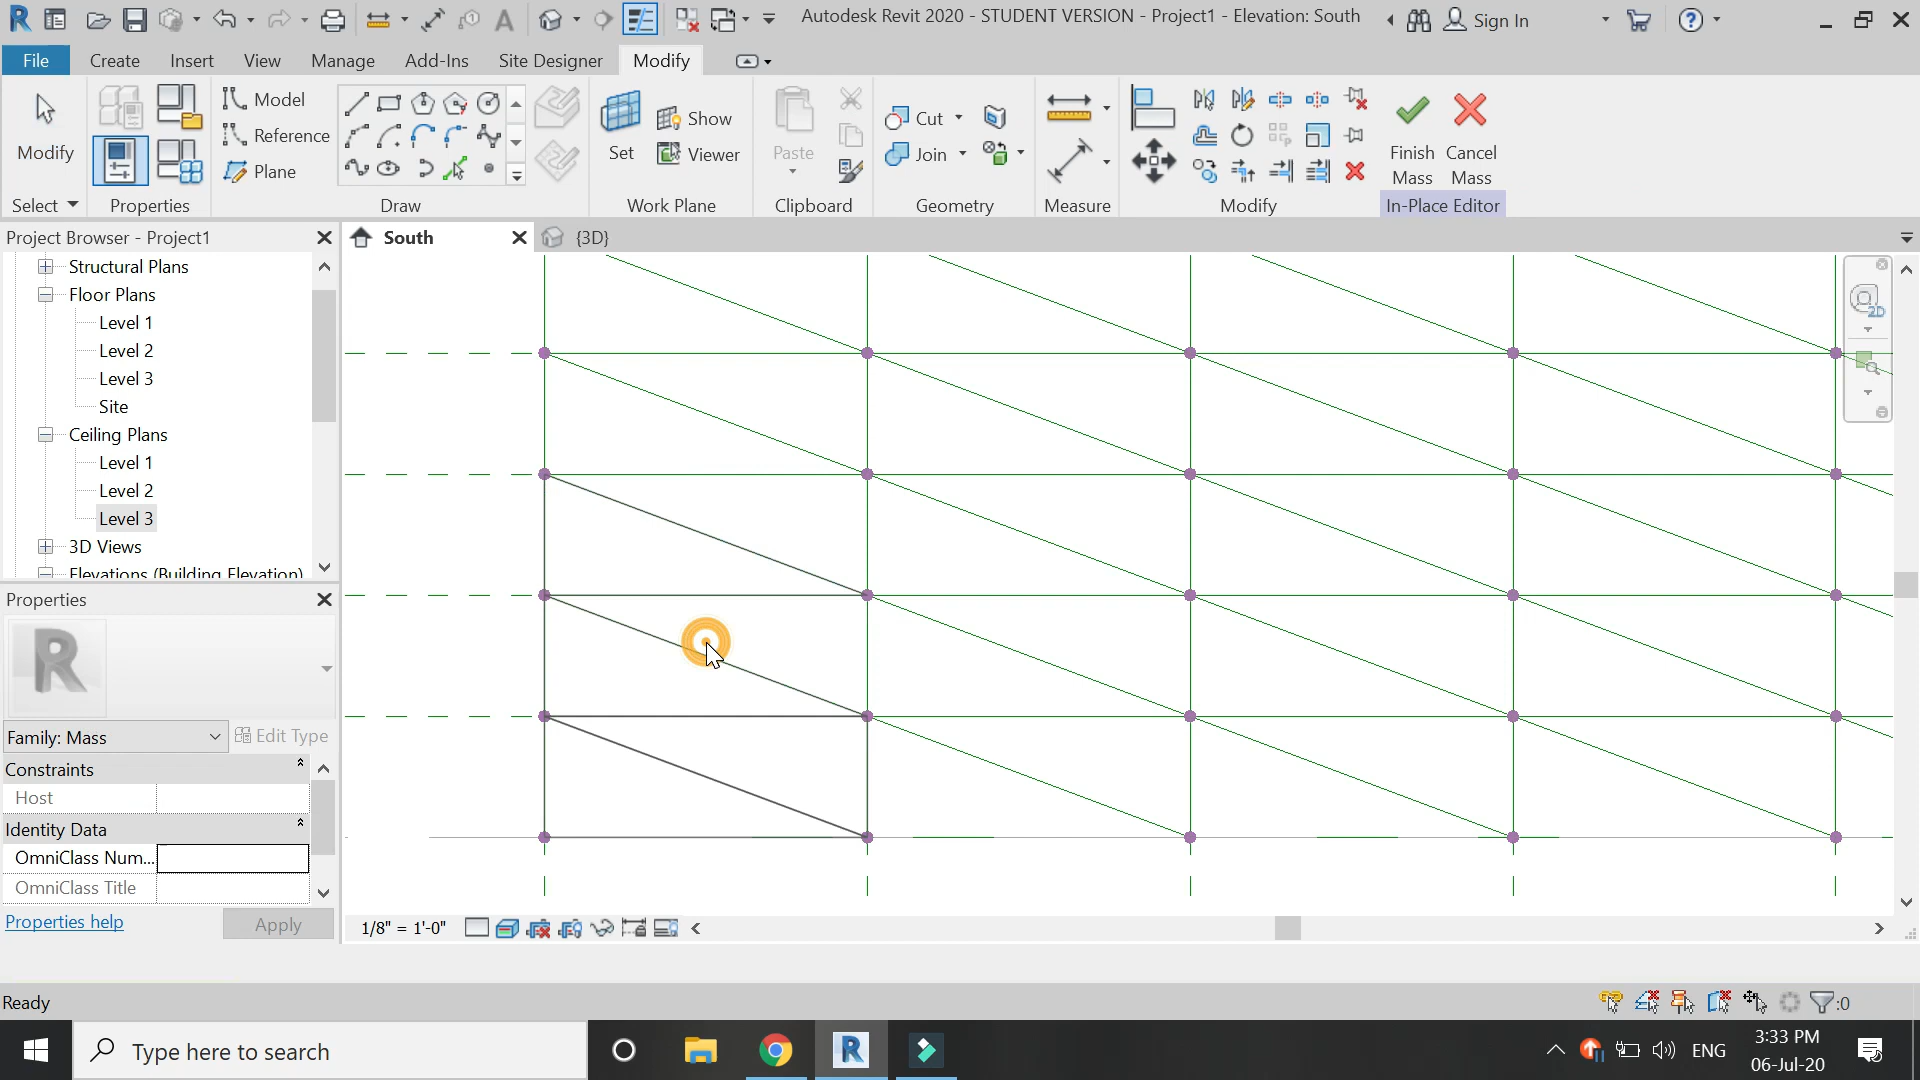 Autodesk Revit 2020 - STUDENT VERSION - Project1 - Elevation: South
Sign In
File
Create
Insert
View
Manage
Add-Ins
Site Designer
Modify
Modify
Model
Reference
Plane
Set
Show
Viewer
Paste
Cut
Join
Finish Mass
Cancel Mass
Select
Properties
Draw
Work Plane
Clipboard
Geometry
Measure
Modify
In-Place Editor
Project Browser - Project1
South
{3D}
Structural Plans
Floor Plans
Level 1
Level 2
Level 3
Site
Ceiling Plans
Level 1
Level 2
Level 3
3D Views
Elevations (Building Elevation)
2D
Properties
R
Family: Mass
Edit Type
Constraints
Host
Identity Data
OmniClass Num...
OmniClass Title
Properties help
Apply
1/8" = 1'-0"
Ready
:0
Type here to search
ENG
3:33 PM
06-Jul-20